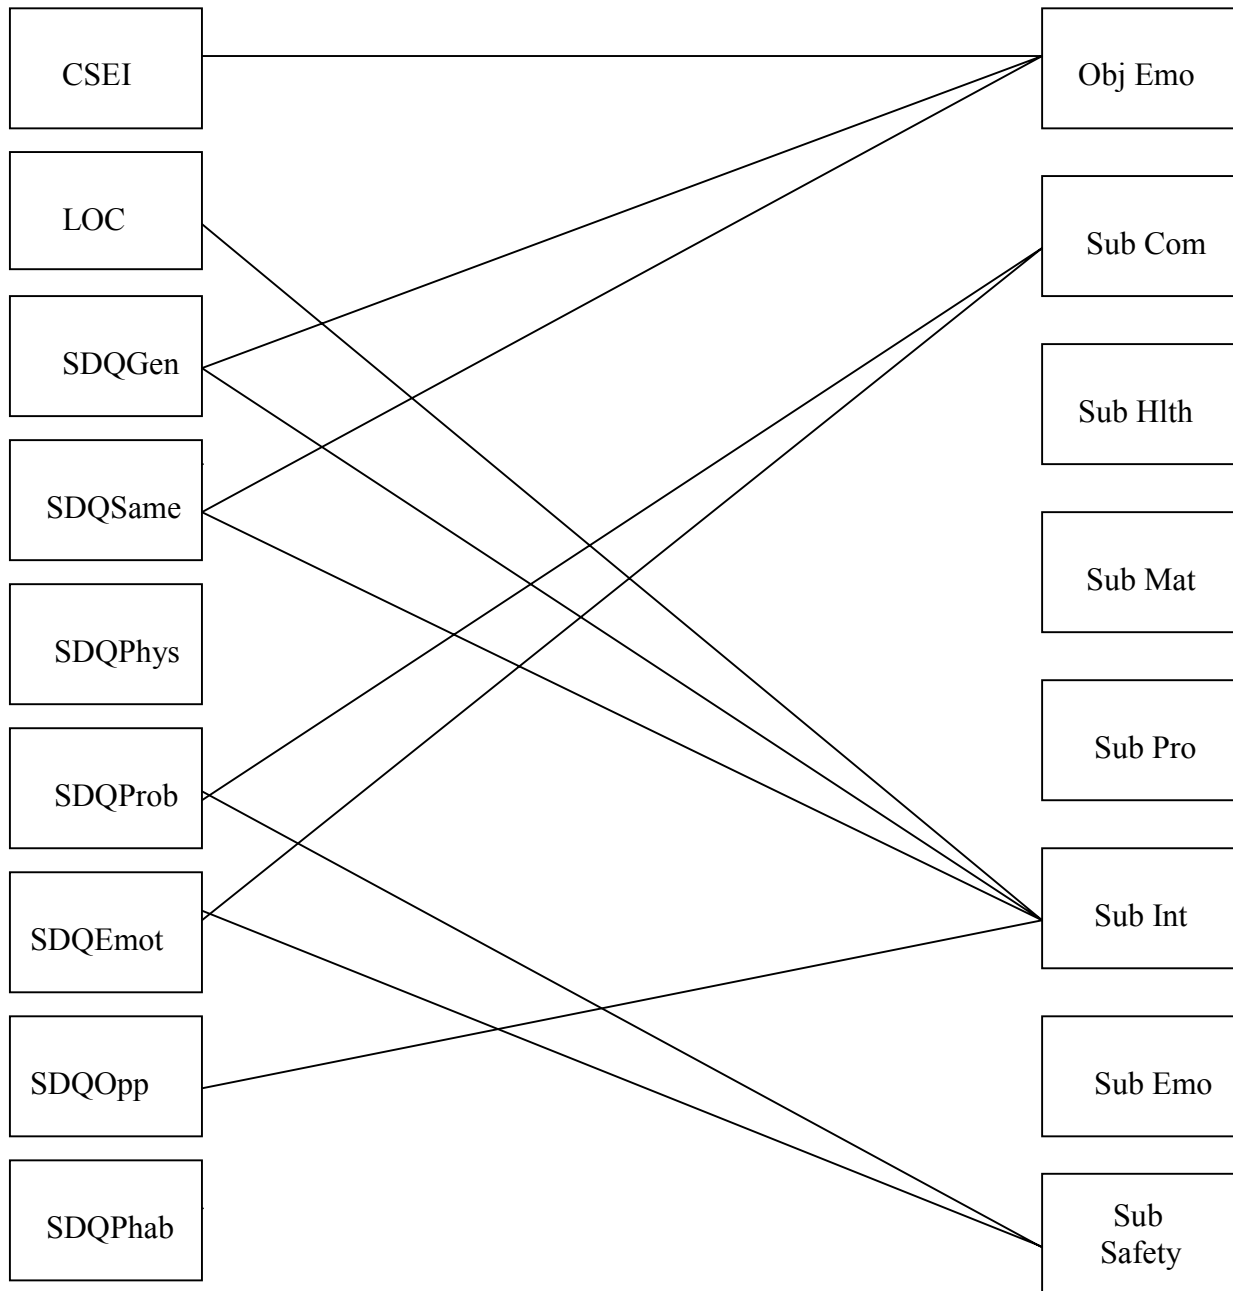 CSEI
LOC
SDQGen
SDQSame
SDQPhys
SDQProb
SDQEmot
SDQOpp
SDQPhab
Obj Emo
Sub Com
Sub Hlth
Sub Mat
Sub Pro
Sub Int
Sub Emo
Sub
Safety